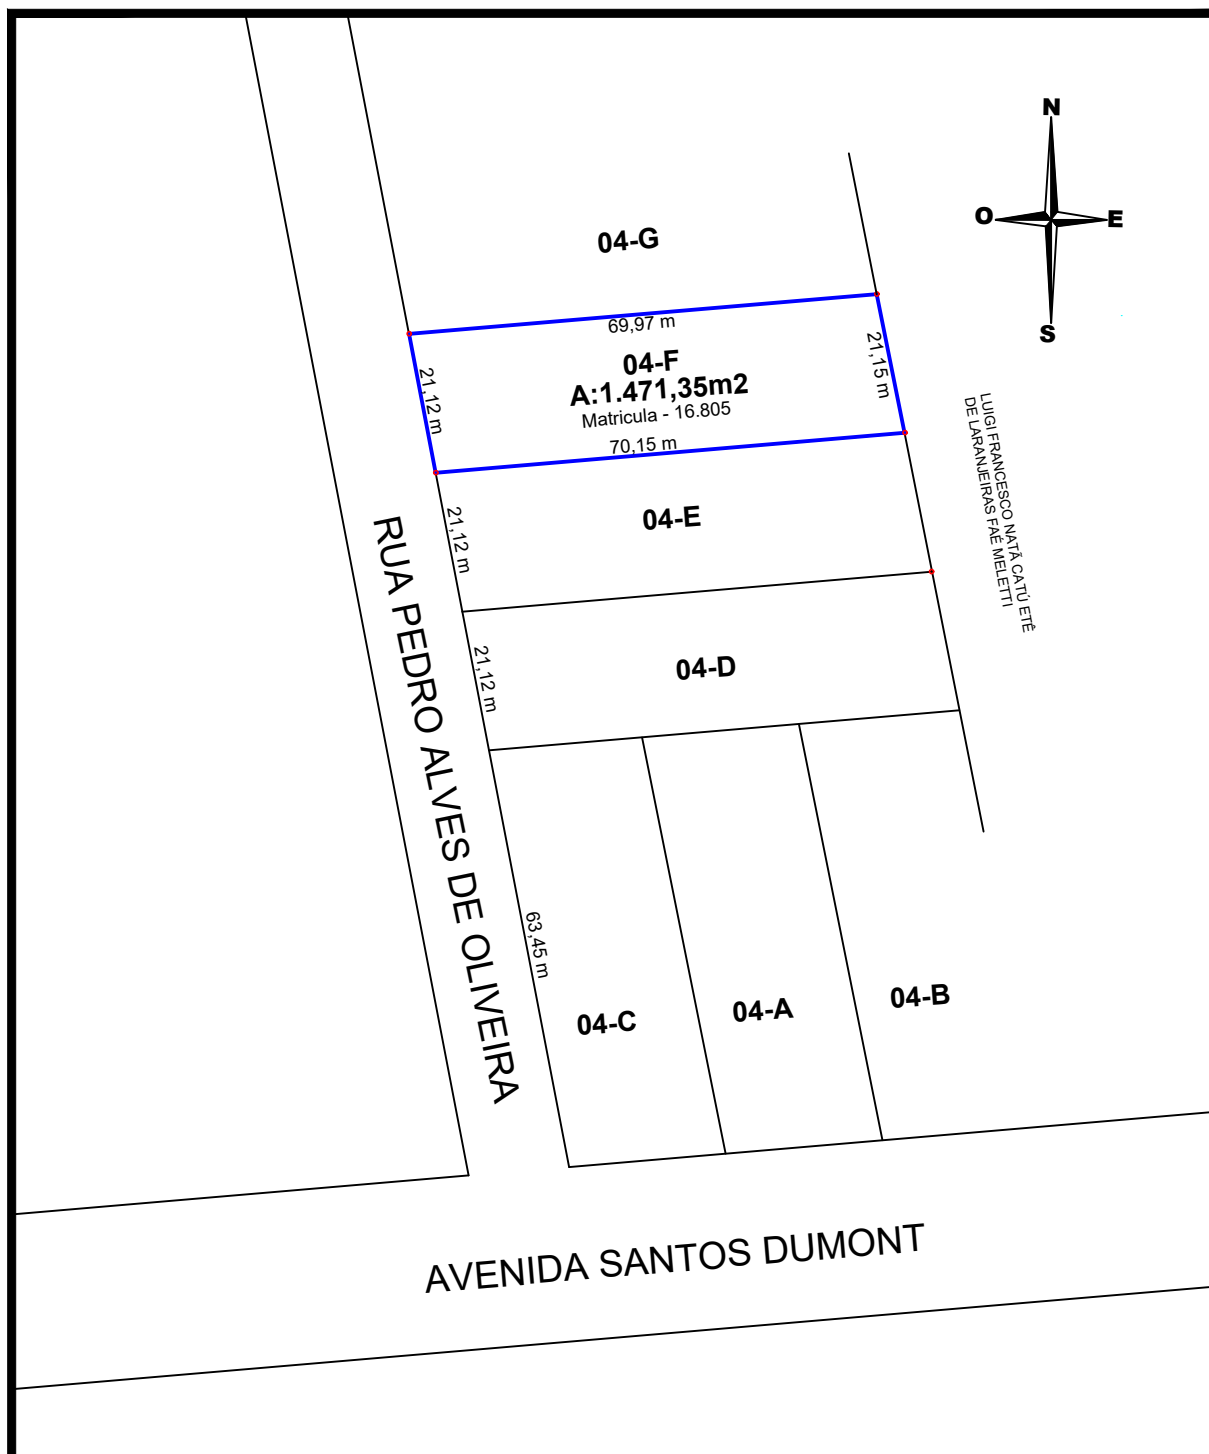 N
O
E
S
04-G
69,97 m
04-F
A:1.471,35m2
Matricula - 16.805
70,15 m
21,12 m
21,15 m
LUIGI FRANCESCO NATÃ CATÚ ETÊ
DE LARANJEIRAS FAÉ MELETTI
21,12 m
04-E
21,12 m
04-D
RUA PEDRO ALVES DE OLIVEIRA
63,45 m
04-C
04-A
04-B
AVENIDA SANTOS DUMONT